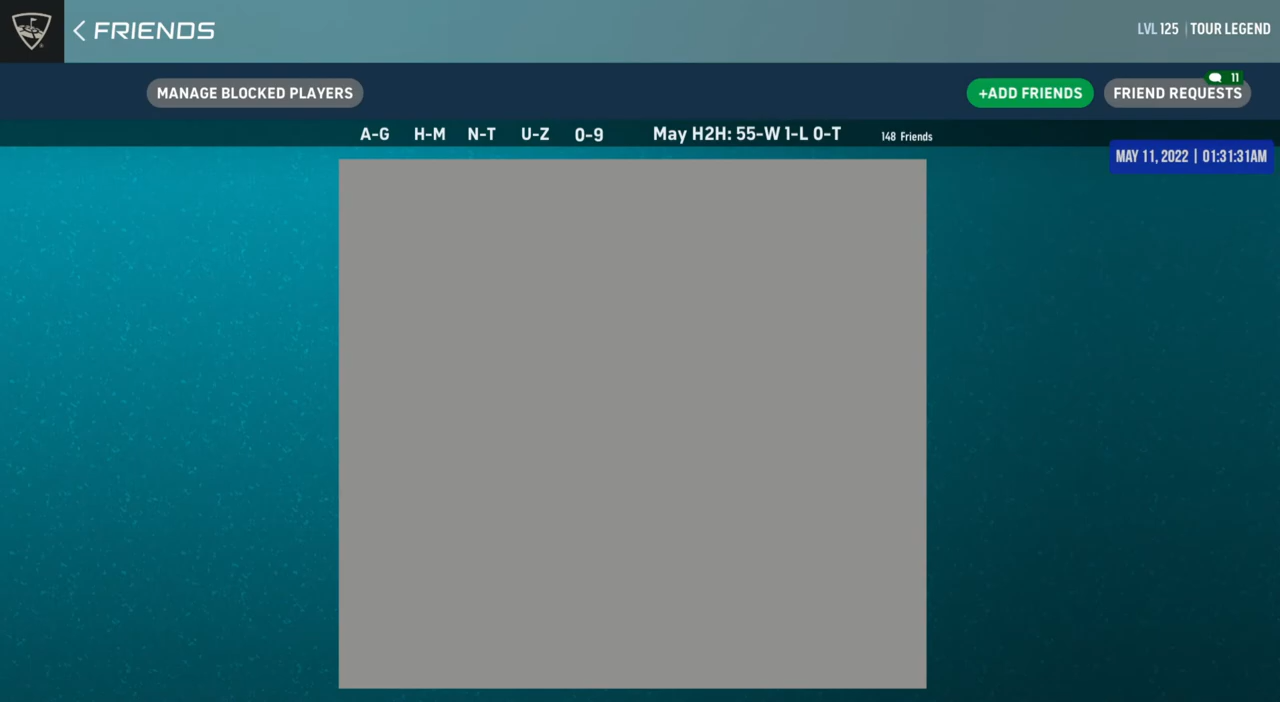 FRIENDS
LVL 125 | TOUR LEGEND
MANAGE BLOCKED PLAYERS
+ADD FRIENDS
FRIEND REQUESTS
11
A-G H-M N-T U-Z 0-9 May H2H: 55-W 1-L 0-T 148 Friends
MAY 11, 2022 | 01:31:31AM